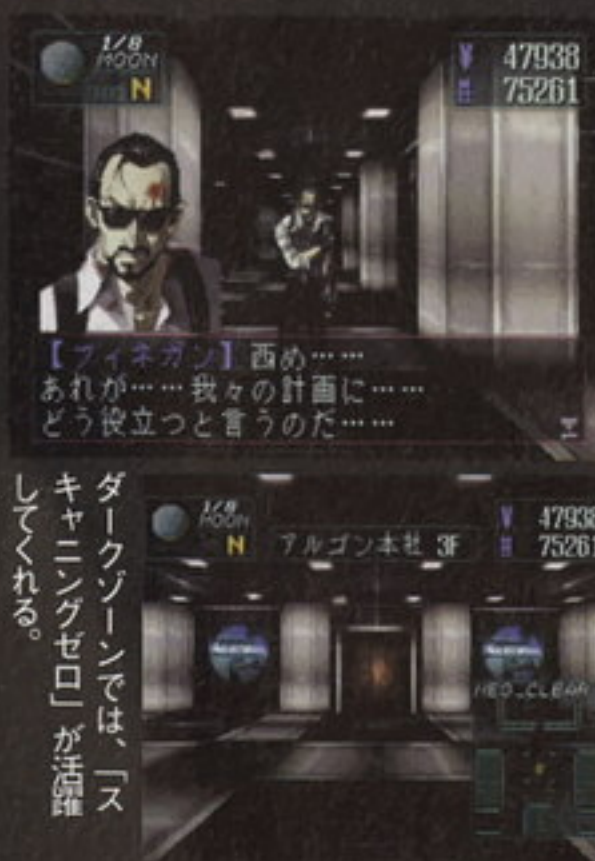 1/8
MOON
N
¥ 47938
M 75261
【フィネガン】西め……
あれが……我々の計画に……
どう役立つと言うのだ……
1/8
MOON
N
アルゴン本社 3F
¥ 47938
M 75261
NEO_CLEAR
ダークゾーンでは、「ス
キャニングゼロ」が活躍
してくれる。